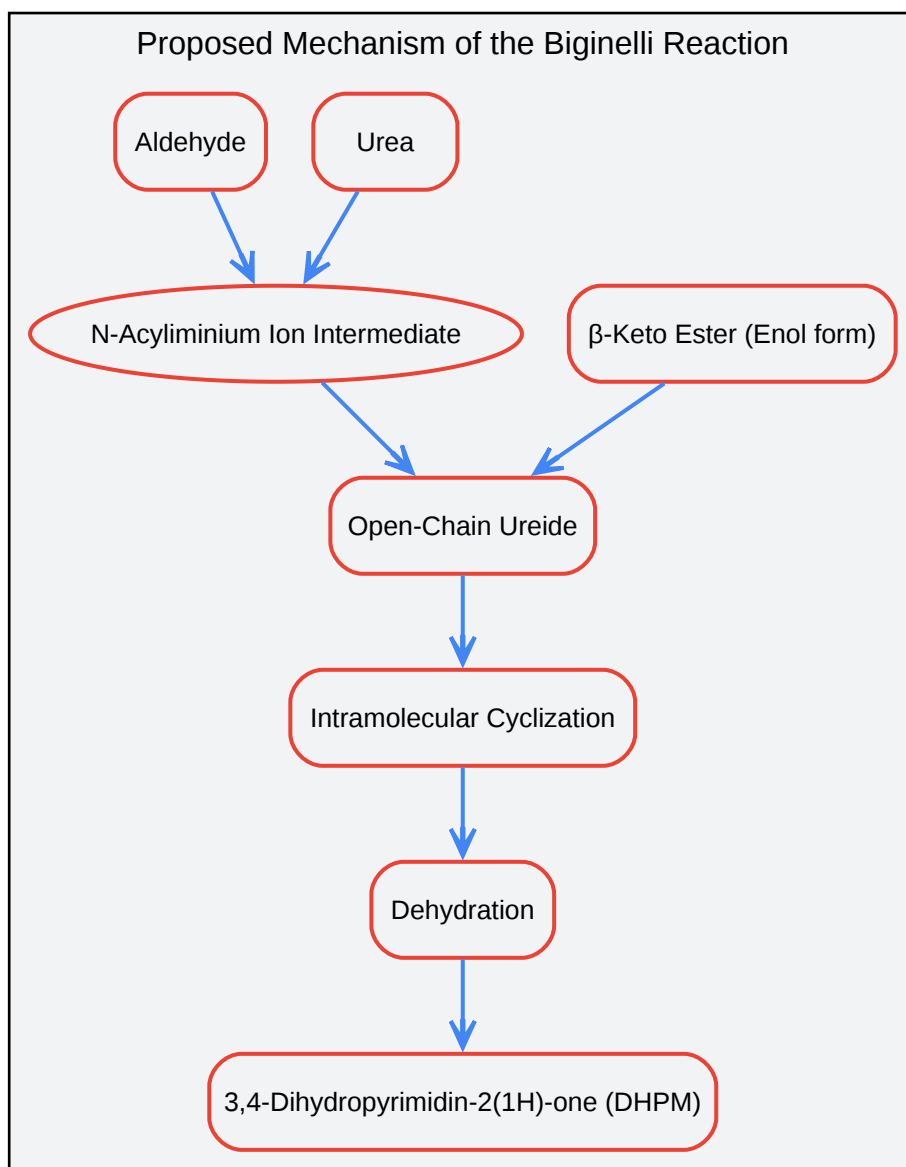 Proposed Mechanism of the Biginelli Reaction
Aldehyde
Urea
N-Acyliminium Ion Intermediate
β-Keto Ester (Enol form)
Open-Chain Ureide
Intramolecular Cyclization
Dehydration
3,4-Dihydropyrimidin-2(1H)-one (DHPM)